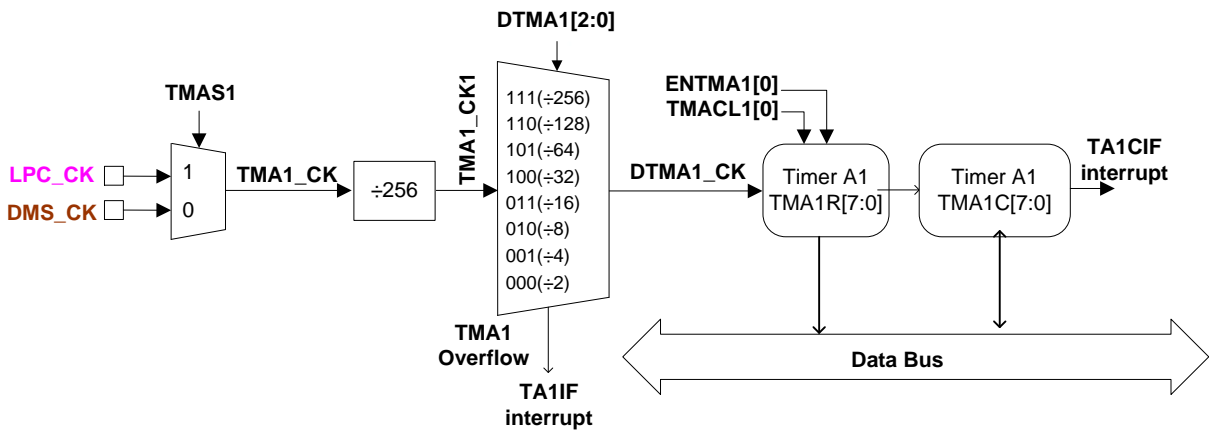 DTMA1[2:0]
TMAS1
LPC_CK
DMS_CK
1
0
TMA1_CK
÷256
TMA1_CK1
111(÷256)
110(÷128)
101(÷64)
100(÷32)
011(÷16)
010(÷8)
001(÷4)
000(÷2)
TMA1
Overflow
TA1IF
interrupt
DTMA1_CK
ENTMA1[0]
TMACL1[0]
Timer A1
TMA1R[7:0]
Timer A1
TMA1C[7:0]
TA1CIF
interrupt
Data Bus